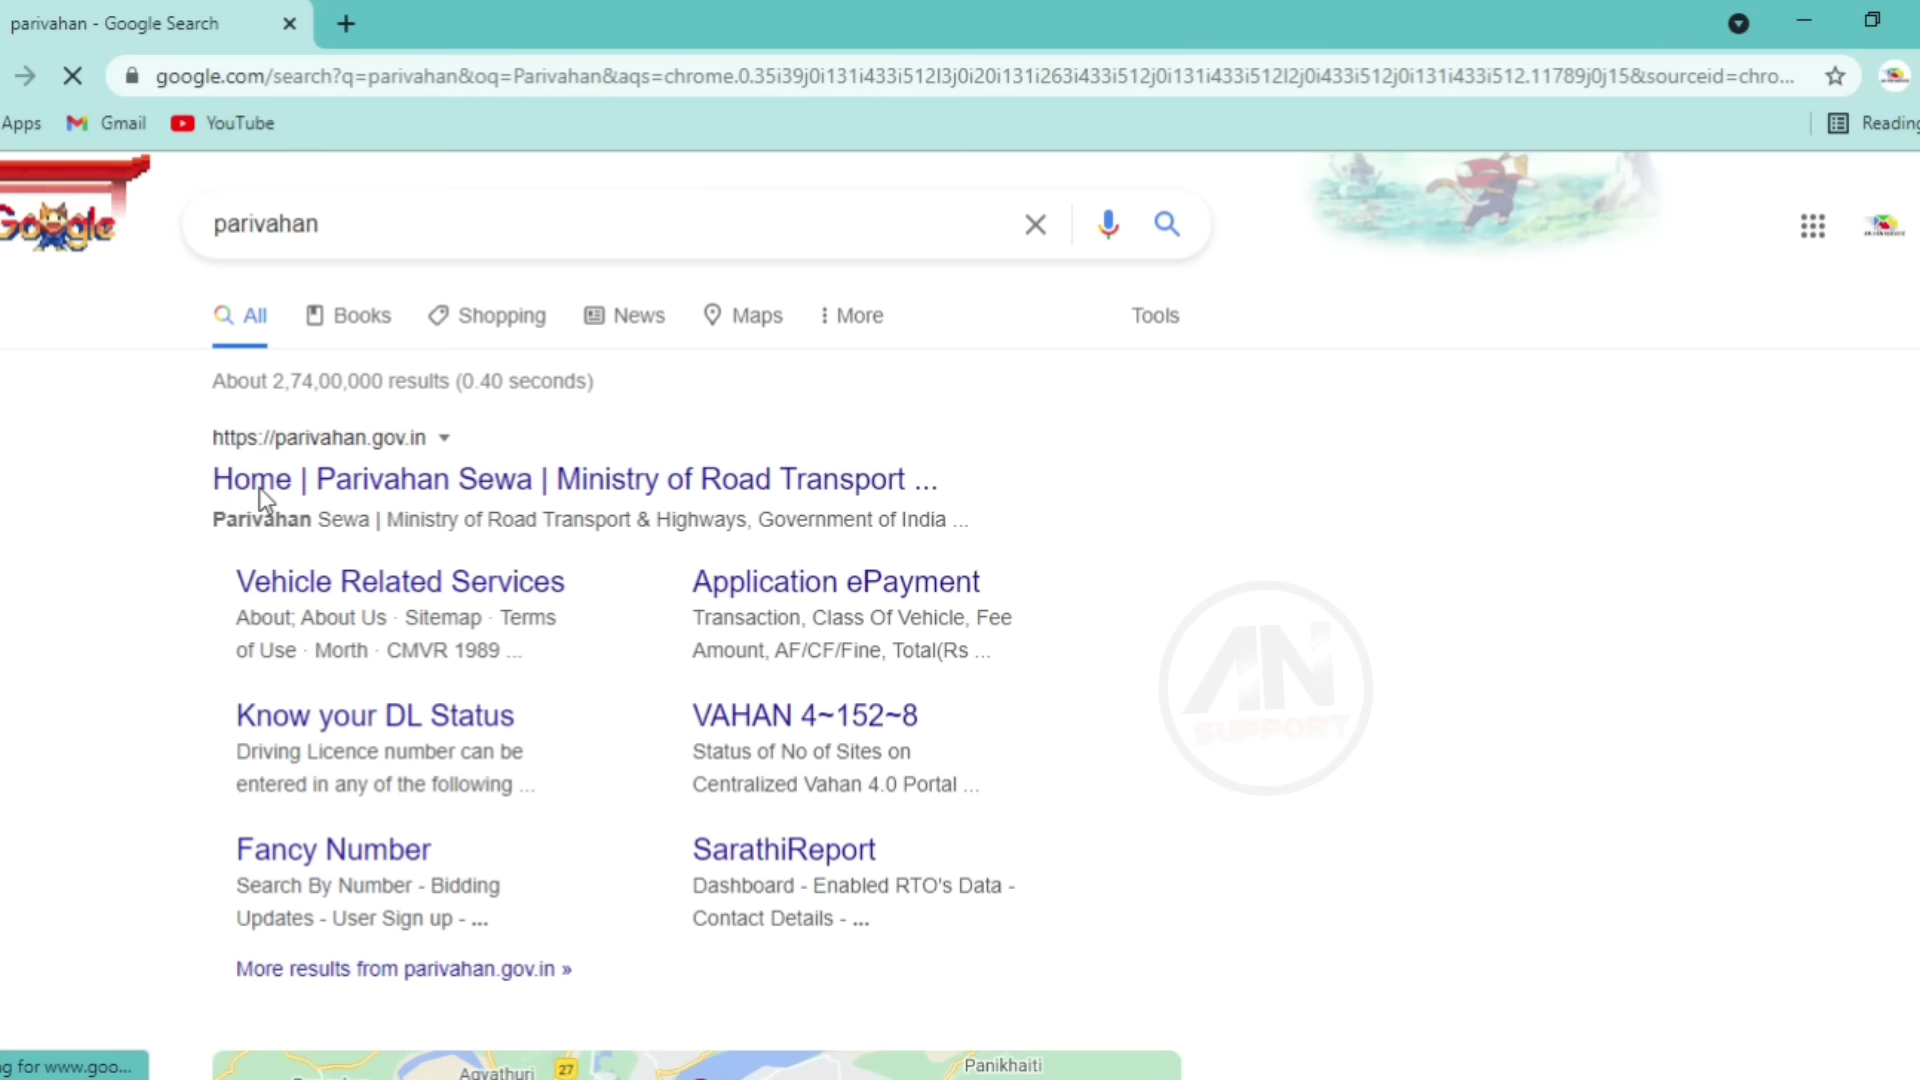 parivahan - Google Search
google.com/search?q=parivahan&oq=Parivahan&aqs=chrome.0.35i39j0i131i433i512l3j0i20i131i263i433i512j0i131i433i512l2j0i433i512j0i131i433i512.11789j0j15&sourceid=chro...
Apps Gmail YouTube Reading
Google
parivahan
All Books Shopping News Maps More Tools
About 2,74,00,000 results (0.40 seconds)
https://parivahan.gov.in
Home | Parivahan Sewa | Ministry of Road Transport ...
Parivahan Sewa | Ministry of Road Transport & Highways, Government of India ...
Vehicle Related Services
About; About Us · Sitemap · Terms
of Use · Morth · CMVR 1989 ...
Application ePayment
Transaction, Class Of Vehicle, Fee
Amount, AF/CF/Fine, Total(Rs ...
Know your DL Status
Driving Licence number can be
entered in any of the following ...
VAHAN 4~152~8
Status of No of Sites on
Centralized Vahan 4.0 Portal ...
Fancy Number
Search By Number - Bidding
Updates - User Sign up - ...
SarathiReport
Dashboard - Enabled RTO's Data -
Contact Details - ...
More results from parivahan.gov.in »
AN
SUPPORT
g for www.goo...
Agyathuri 27 Panikhaiti